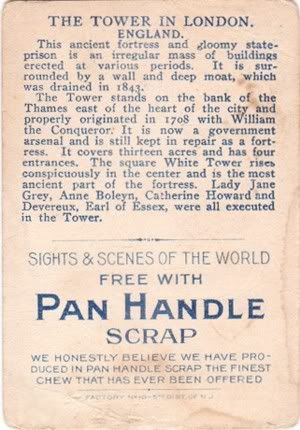 THE TOWER IN LONDON.
ENGLAND.
This ancient fortress and gloomy state-
prison is an irregular mass of buildings
erected at various periods. It is sur-
rounded by a wall and deep moat, which
was drained in 1843.
The Tower stands on the bank of the
Thames east of the heart of the city and
properly originated in 1708 with William
the Conqueror. It is now a government
arsenal and is still kept in repair as a fort-
ress. It covers thirteen acres and has four
entrances. The square White Tower rises
conspicuously in the center and is the most
ancient part of the fortress. Lady Jane
Grey, Anne Boleyn, Catherine Howard and
Devereux, Earl of Essex, were all executed
in the Tower.
SIGHTS & SCENES OF THE WORLD
FREE WITH
PAN HANDLE
SCRAP
WE HONESTLY BELIEVE WE HAVE PRO-
DUCED IN PAN HANDLE SCRAP THE FINEST
CHEW THAT HAS EVER BEEN OFFERED
FACTORY Nº 10-5TH DIST. OF N.J.